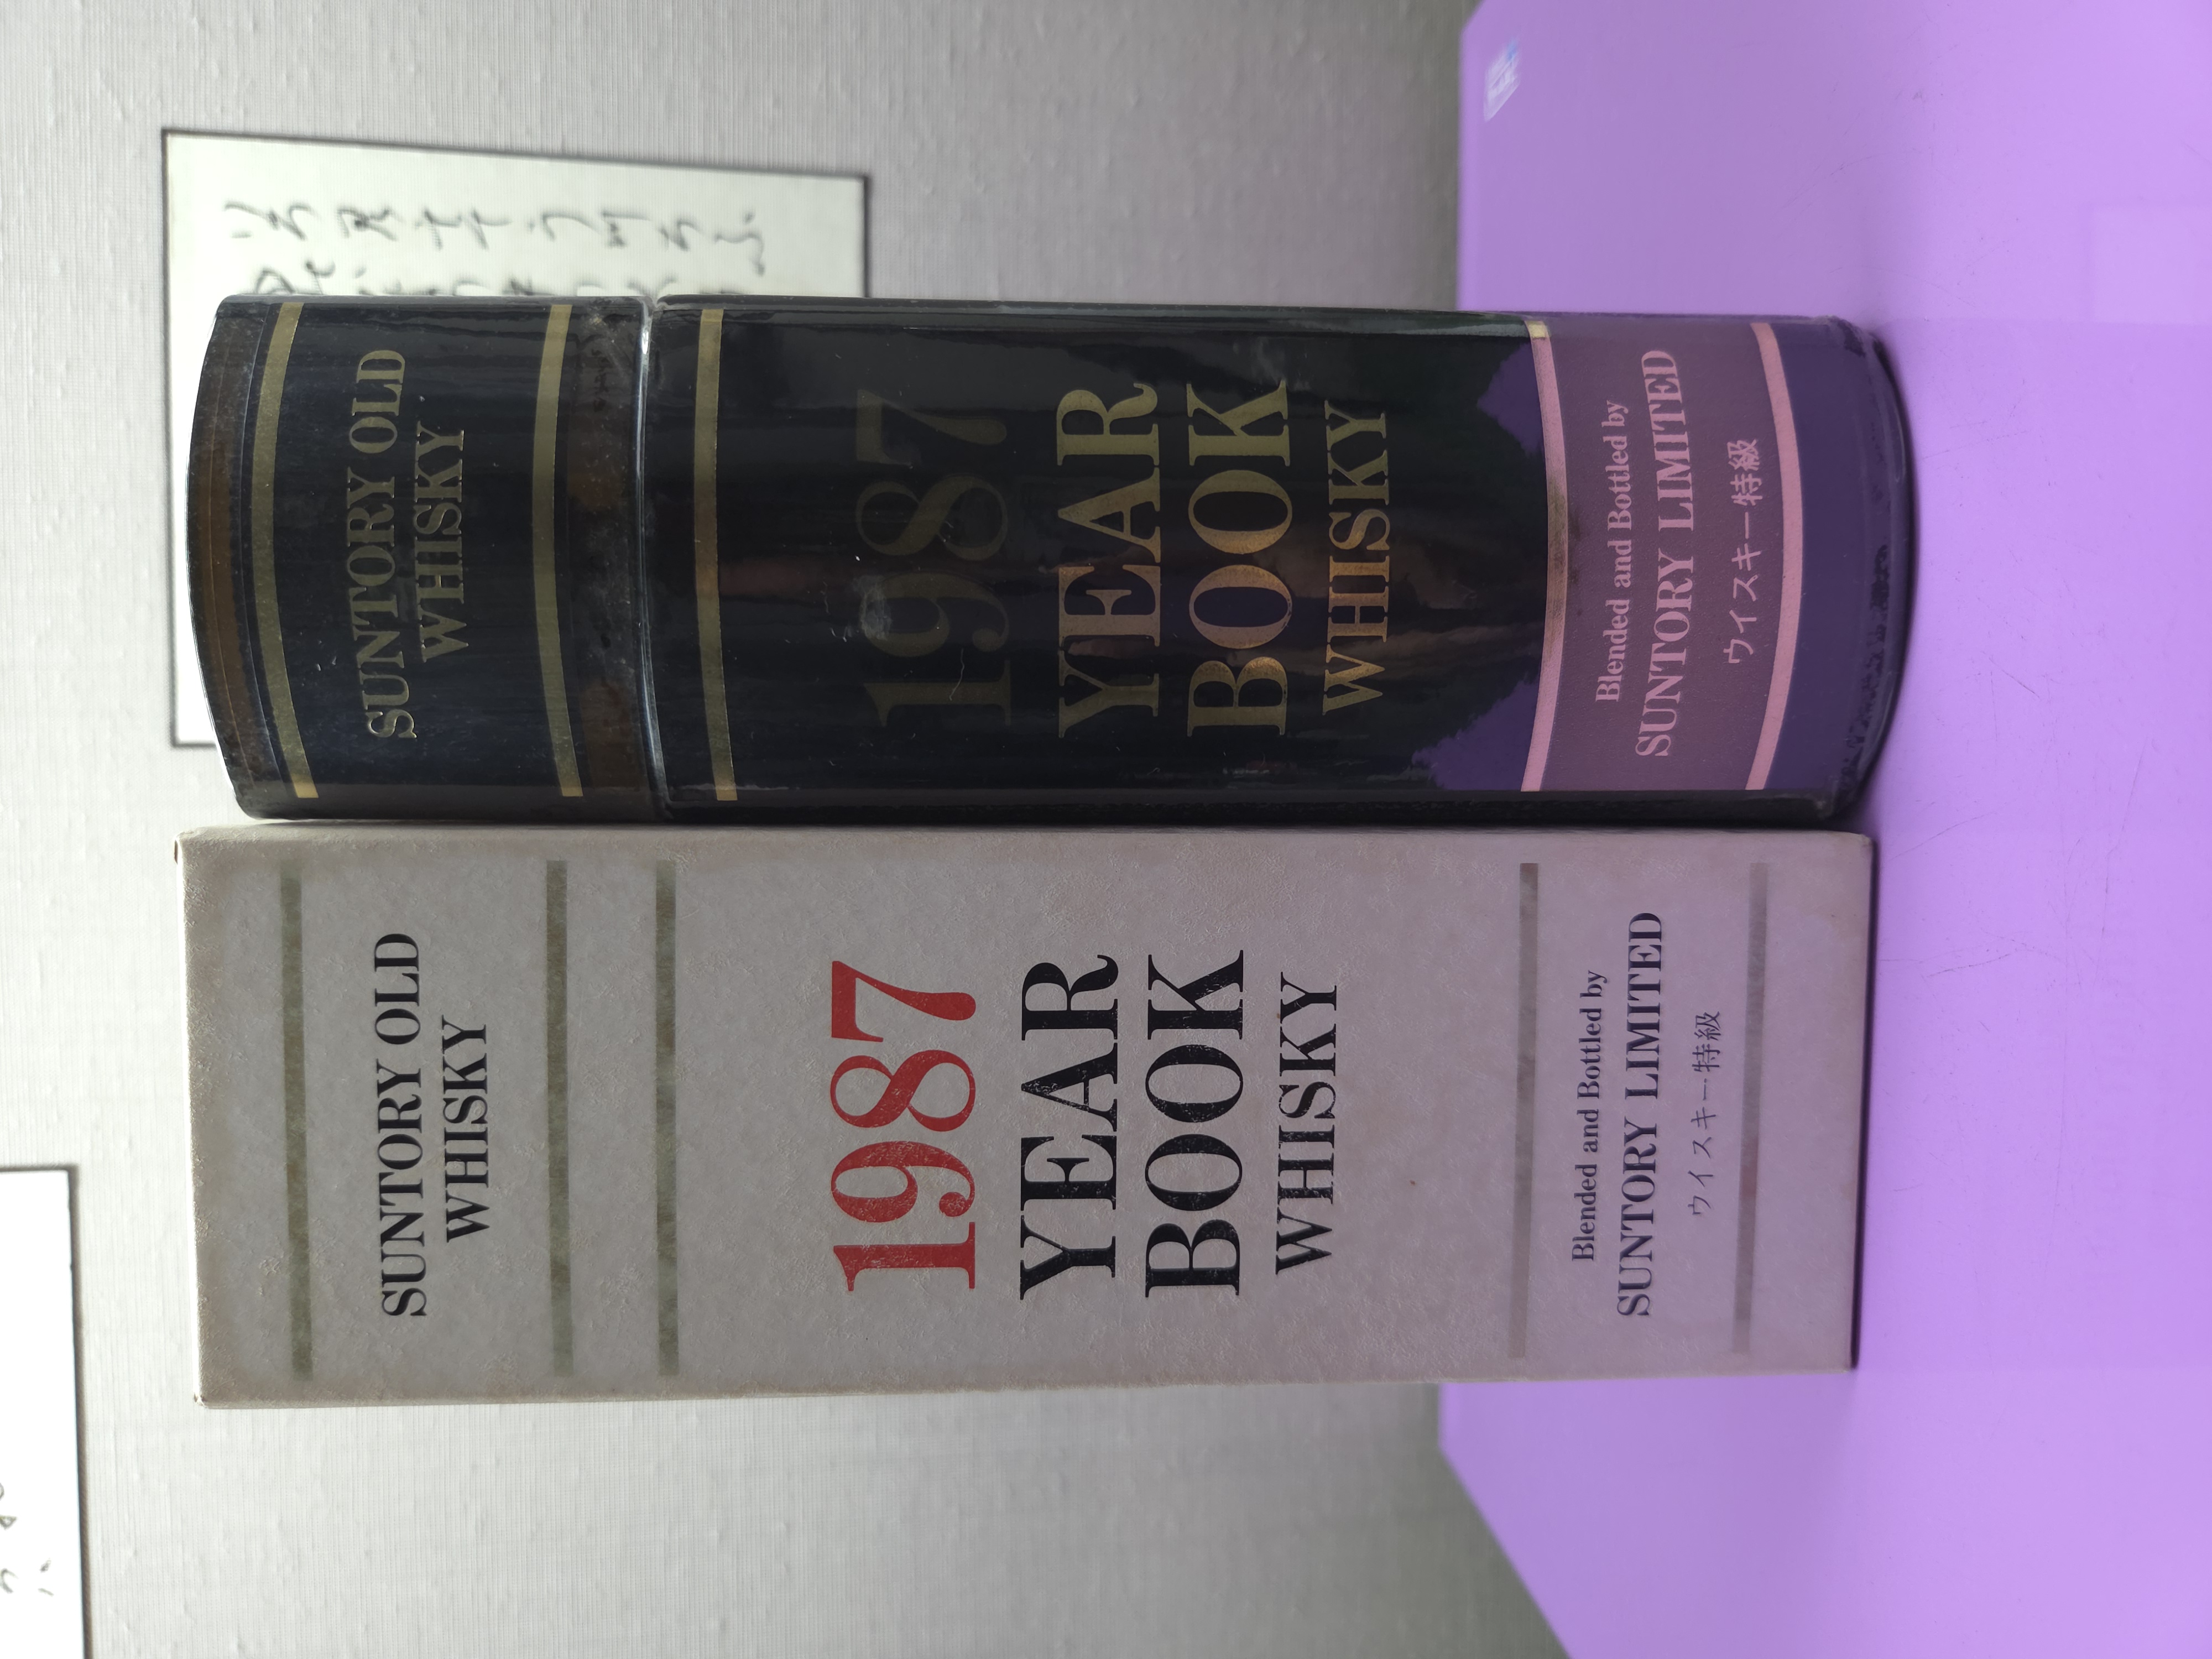 SUNTORY OLD
WHISKY
1987
YEAR
BOOK
WHISKY
Blended and Bottled by
SUNTORY LIMITED
ウイスキー特級
SUNTORY OLD
WHISKY
1987
YEAR
BOOK
WHISKY
Blended and Bottled by
SUNTORY LIMITED
ウイスキー特級